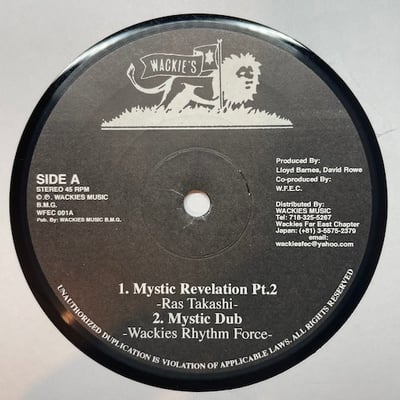 WACKIE'S
SIDE A
STEREO 45 RPM
©.℗. WACKIES MUSIC
B.M.G.
WFEC 001A
Pub. By: WACKIES MUSIC B.M.G.
Produced By:
Lloyd Barnes, David Rowe
Co-produced By:
W.F.E.C.
Distributed By:
WACKIES MUSIC
Tel: 718-325-5267
Wackies Far East Chapter
Japan: (+81) 3-5575-2379
email:
wackiesfec@yahoo.com
1. Mystic Revelation Pt.2
-Ras Takashi-
2. Mystic Dub
-Wackies Rhythm Force-
UNAUTHORIZED DUPLICATION IS VIOLATION OF APPLICABLE LAWS, ALL RIGHTS RESERVED